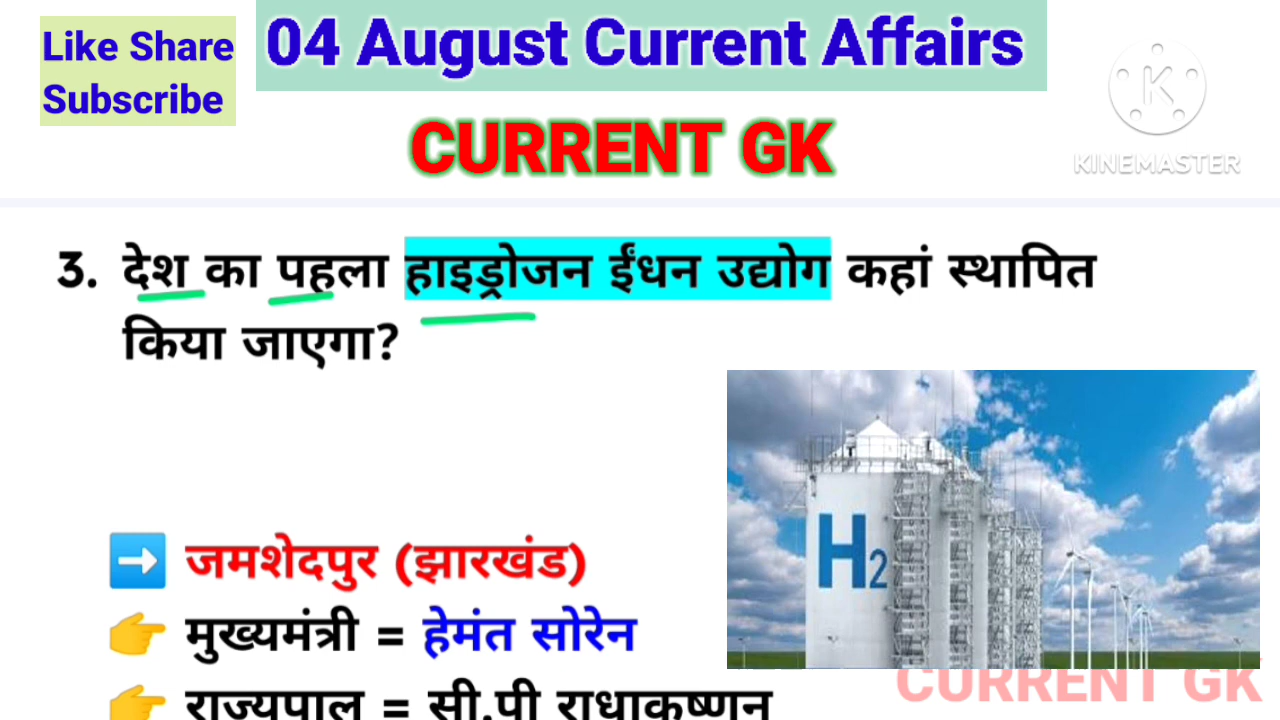 Like Share
Subscribe
04 August Current Affairs
CURRENT GK
KINEMASTER
3. देश का पहला हाइड्रोजन ईंधन उद्योग कहां स्थापित
किया जाएगा?
H2
जमशेदपुर (झारखंड)
मुख्यमंत्री = हेमंत सोरेन
राज्यपाल = सी.पी राधाकृष्णन
CURRENT GK